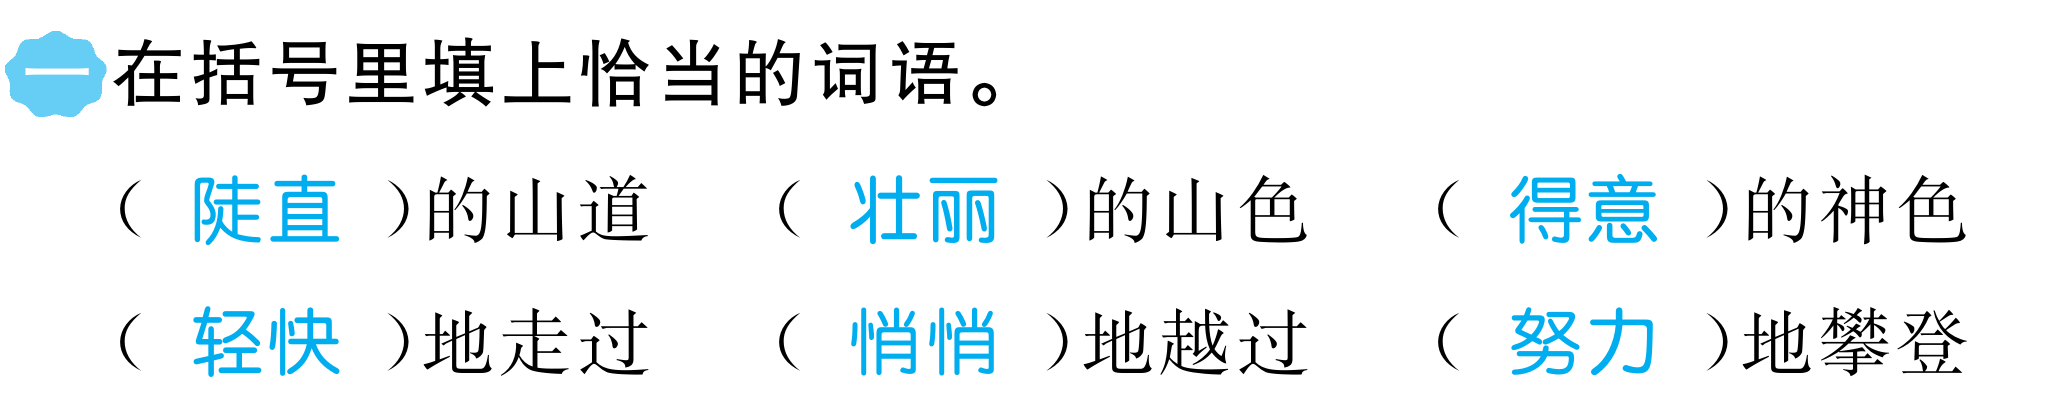 一 在括号里填上恰当的词语。
（ 陡直 ）的山道 （ 壮丽 ）的山色 （ 得意 ）的神色
（ 轻快 ）地走过 （ 悄悄 ）地越过 （ 努力 ）地攀登